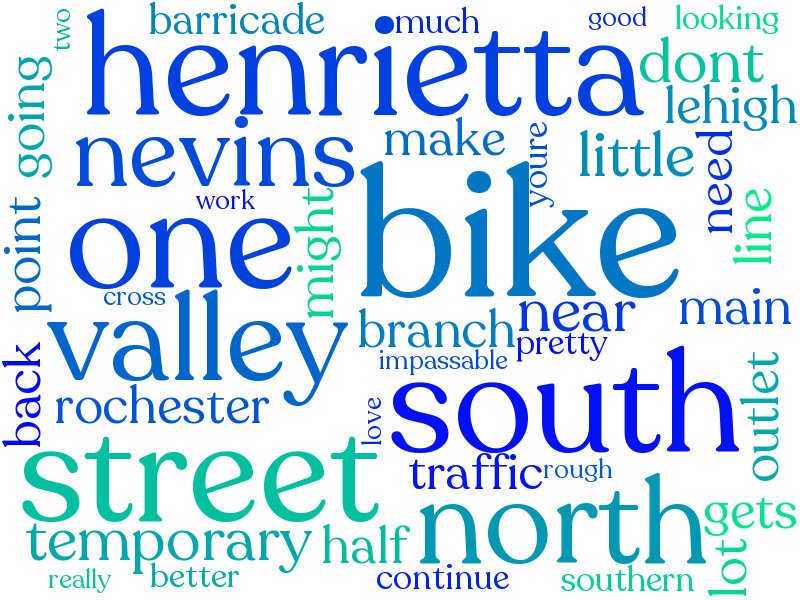 two
barricade
much
good
looking
henrietta
dont
going
lehigh
nevins
make
youre
little
need
work
one
bike
point
might
line
cross
valley
near
main
branch
pretty
impassable
back
rochester
love
south
outlet
street
traffic
rough
north
gets
temporary
half
lot
really
better
continue
southern